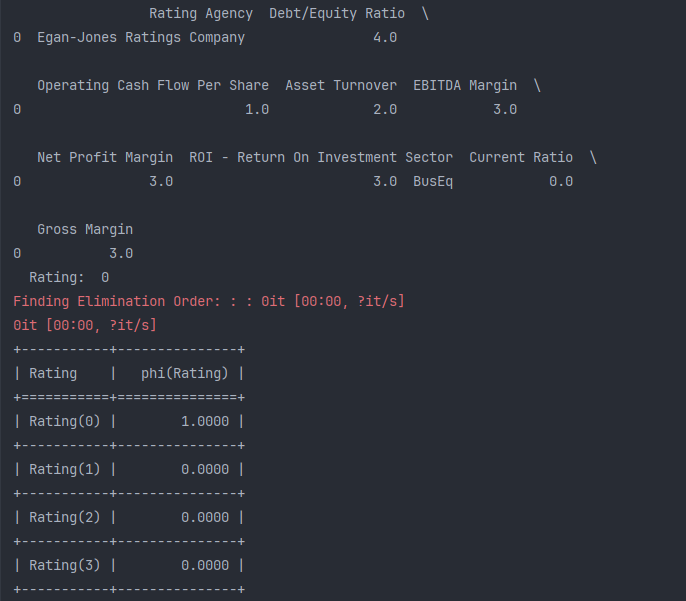 Rating Agency  Debt/Equity Ratio  \
0  Egan-Jones Ratings Company                4.0

   Operating Cash Flow Per Share  Asset Turnover  EBITDA Margin  \
0                            1.0             2.0            3.0

   Net Profit Margin  ROI - Return On Investment Sector  Current Ratio  \
0                3.0                         3.0  BusEq            0.0

   Gross Margin
0           3.0
  Rating:  0
Finding Elimination Order: : : 0it [00:00, ?it/s]
0it [00:00, ?it/s]
+-----------+---------------+
| Rating    |   phi(Rating) |
+===========+===============+
| Rating(0) |        1.0000 |
+-----------+---------------+
| Rating(1) |        0.0000 |
+-----------+---------------+
| Rating(2) |        0.0000 |
+-----------+---------------+
| Rating(3) |        0.0000 |
+-----------+---------------+